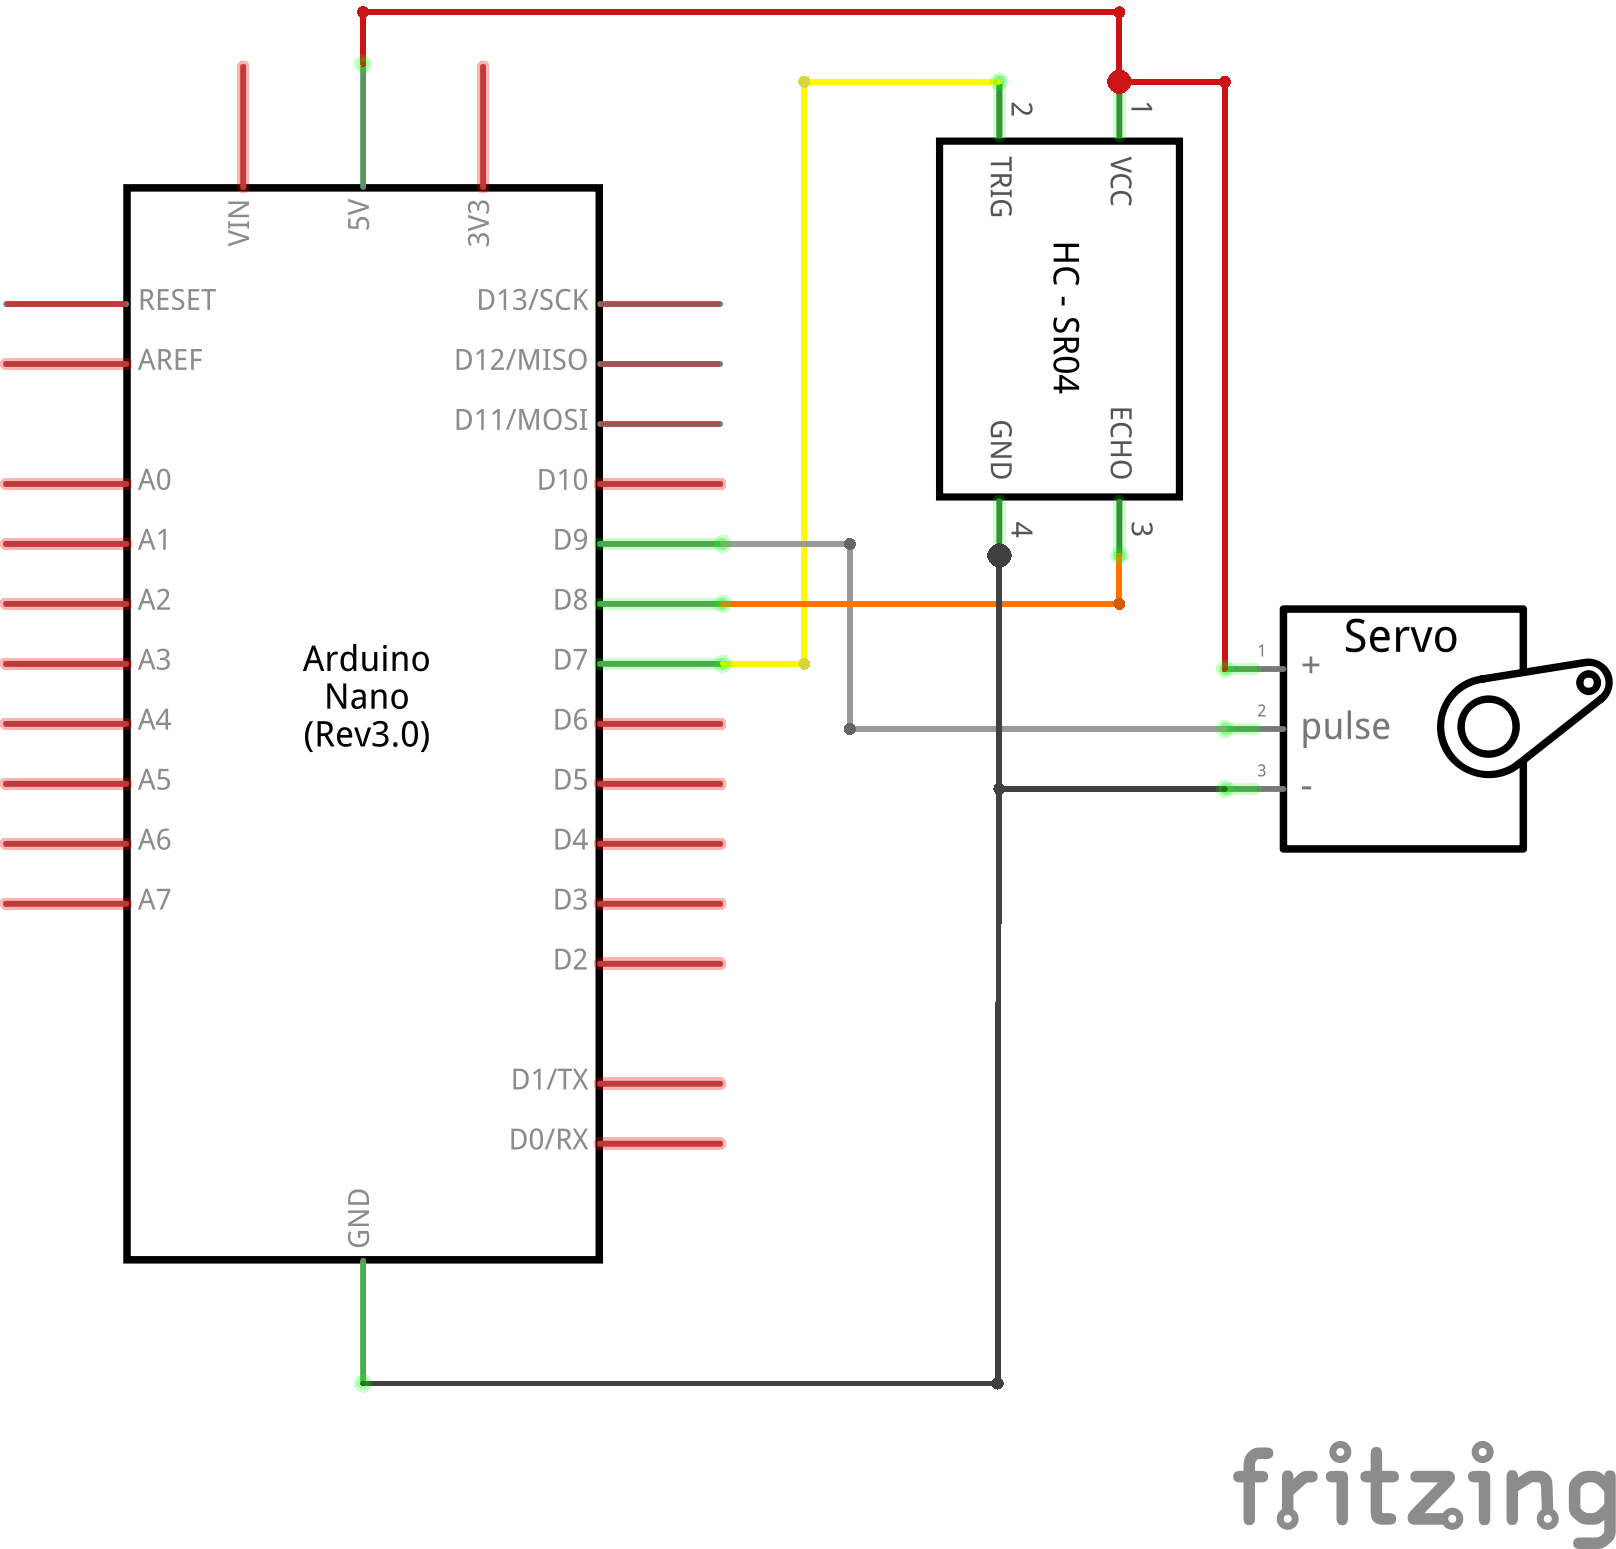 VIN
5V
3V3
RESET
AREF
A0
A1
A2
A3
A4
A5
A6
A7
Arduino
Nano
(Rev3.0)
D13/SCK
D12/MISO
D11/MOSI
D10
D9
D8
D7
D6
D5
D4
D3
D2
D1/TX
D0/RX
GND
2
1
TRIG
VCC
HC - SR04
GND
ECHO
4
3
Servo
1
+
2
pulse
3
-
fritzing